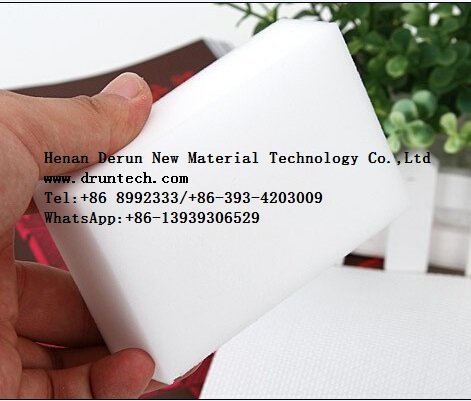 Henan Derun New Material Technology Co.,Ltd
www.druntech.com
Tel:+86 8992333/+86-393-4203009
WhatsApp:+86-13939306529